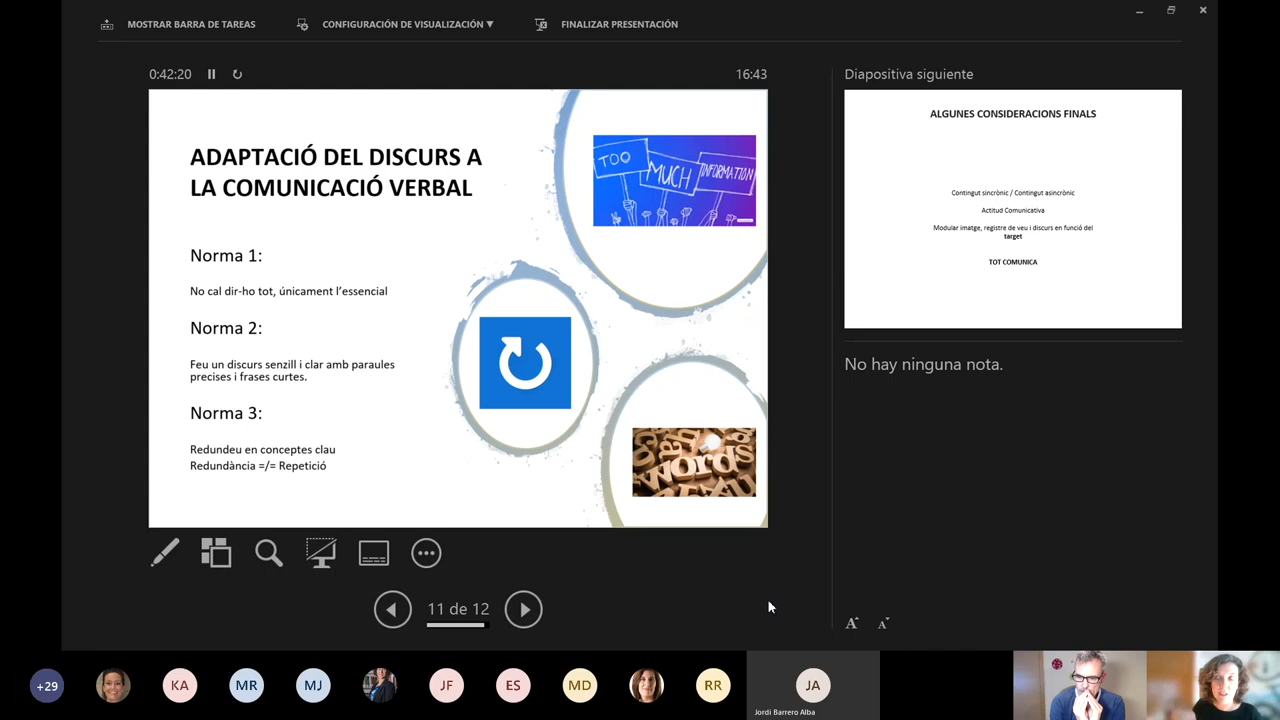 MOSTRAR BARRA DE TAREAS
CONFIGURACIÓN DE VISUALIZACIÓN ▼
FINALIZAR PRESENTACIÓN
0:42:20
16:43
ADAPTACIÓ DEL DISCURS A
LA COMUNICACIÓ VERBAL
TOO
MUCH
INFORMATION
Norma 1:
No cal dir-ho tot, únicament l’essencial
Norma 2:
Feu un discurs senzill i clar amb paraules
precises i frases curtes.
Norma 3:
Redundeu en conceptes clau
Redundància =/= Repetició
words
11 de 12
Diapositiva siguiente
ALGUNES CONSIDERACIONS FINALS
Contingut sincrònic / Contingut asincrònic
Actitud Comunicativa
Modular imatge, registre de veu i discurs en funció del
target
TOT COMUNICA
No hay ninguna nota.
A A
+29
KA
MR
MJ
JF
ES
MD
RR
JA
Jordi Barrero Alba